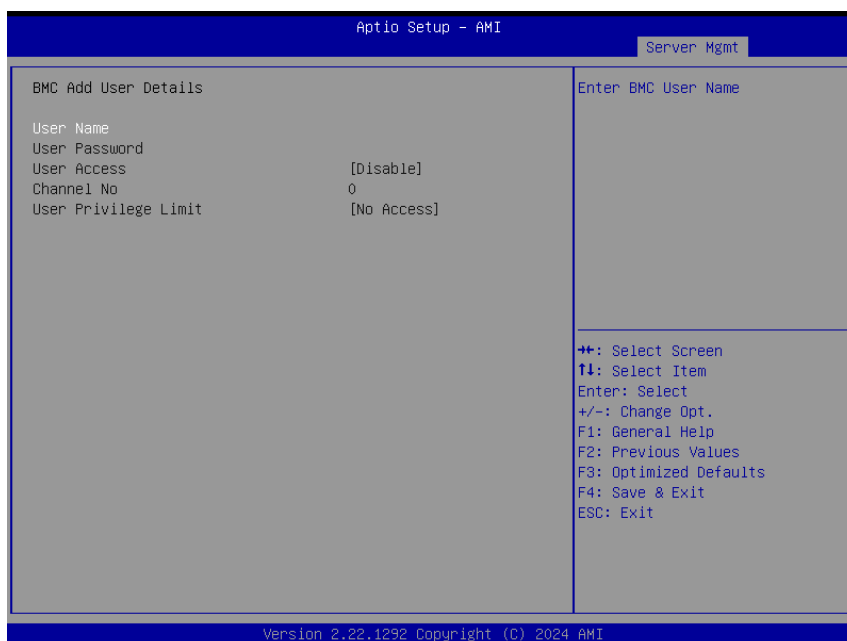 Aptio Setup – AMI
Server Mgmt
BMC Add User Details
User Name
User Password
User Access [Disable]
Channel No 0
User Privilege Limit [No Access]
Enter BMC User Name
→←: Select Screen
↑↓: Select Item
Enter: Select
+/-: Change Opt.
F1: General Help
F2: Previous Values
F3: Optimized Defaults
F4: Save & Exit
ESC: Exit
Version 2.22.1292 Copyright (C) 2024 AMI